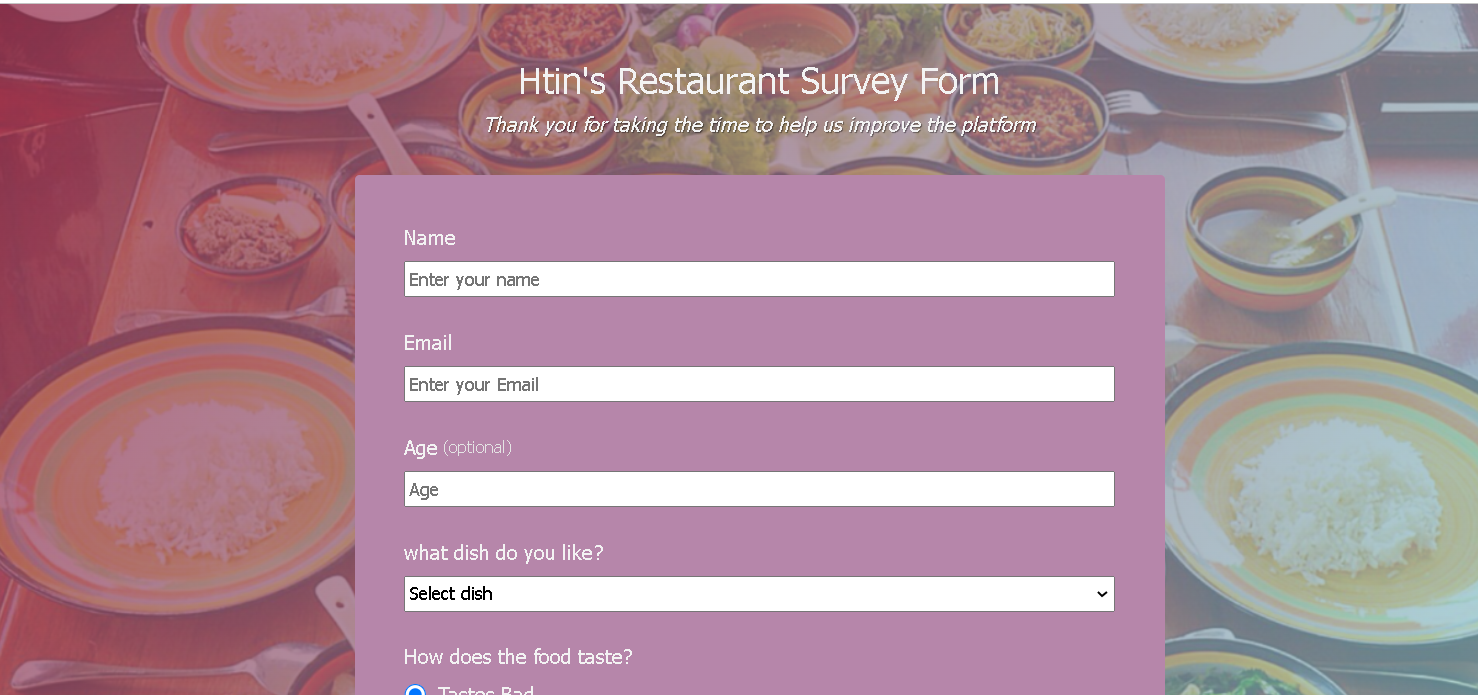 Htin's Restaurant Survey Form
Thank you for taking the time to help us improve the platform
Name
Enter your name
Email
Enter your Email
Age (optional)
Age
what dish do you like?
Select dish
How does the food taste?
Tastes Bad